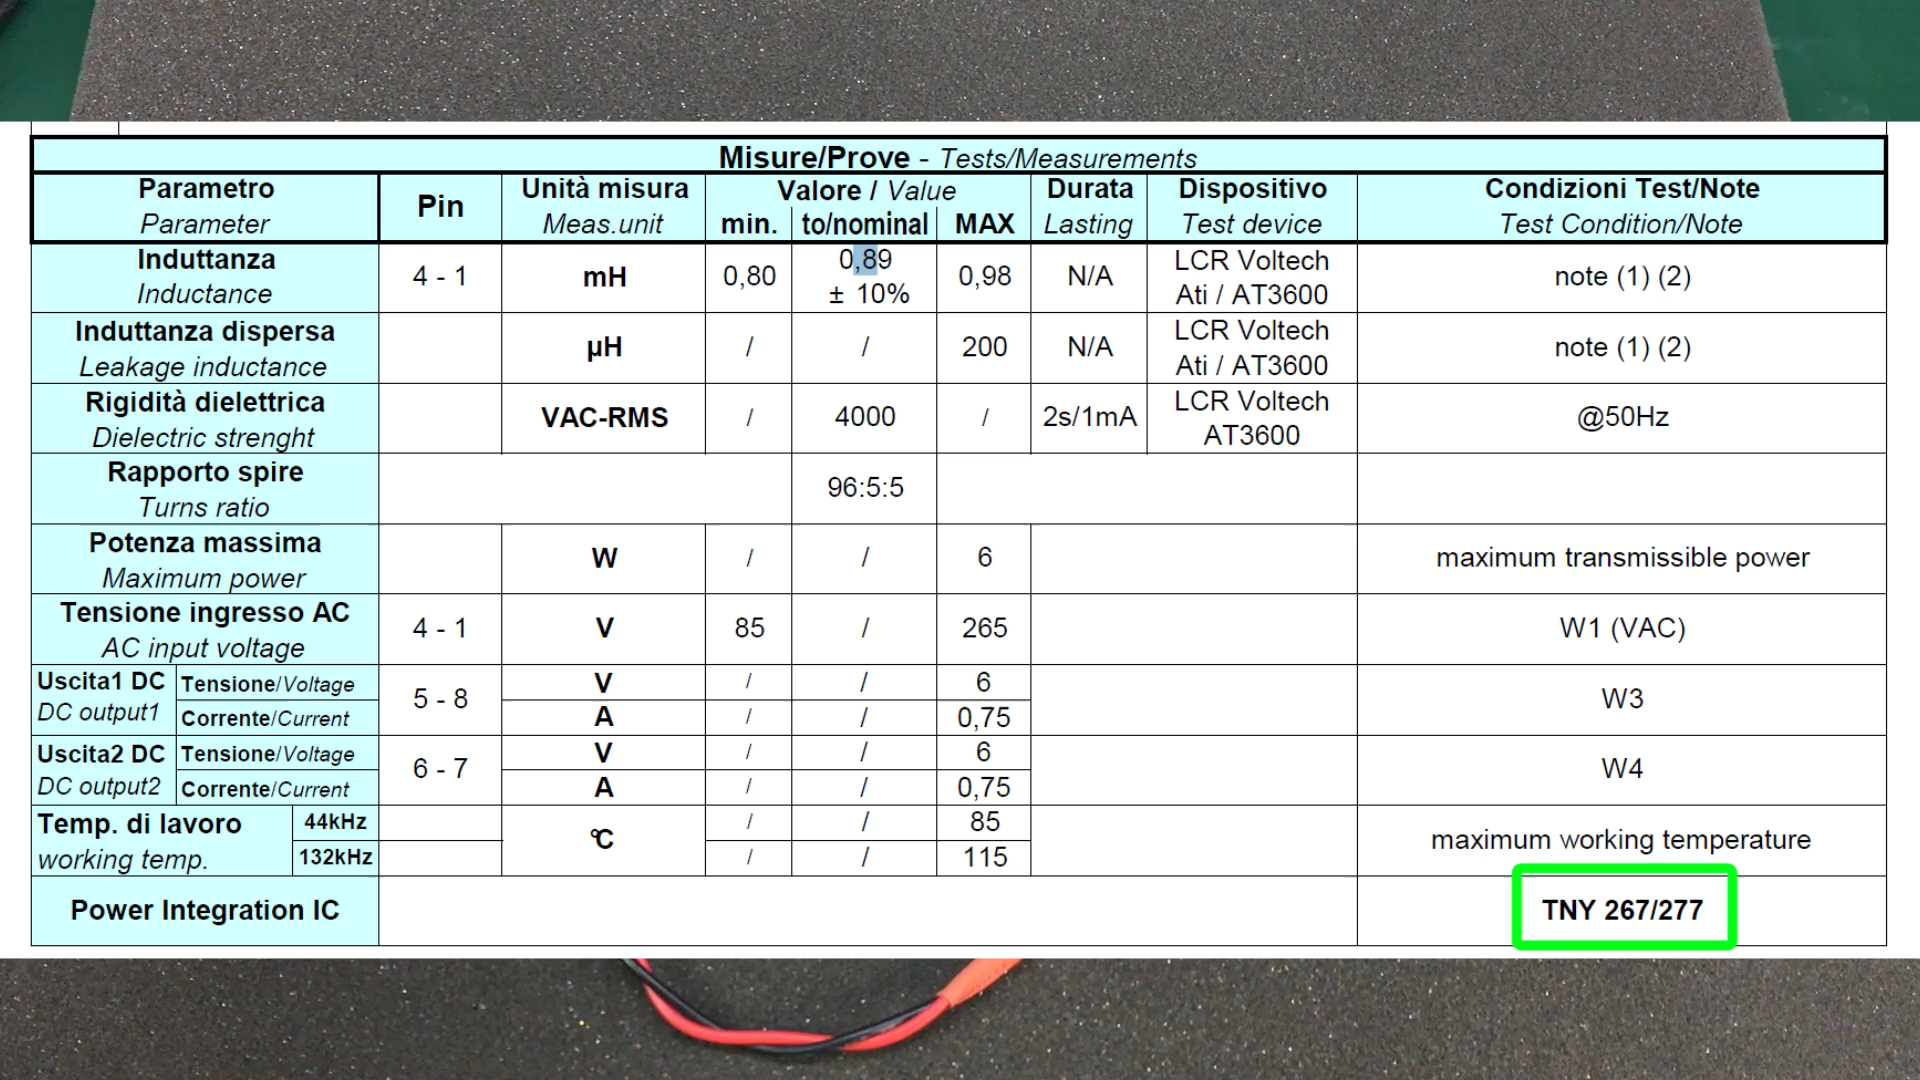 Misure/Prove - Tests/Measurements
Parametro Pin Unità misura Valore / Value Durata Dispositivo Condizioni Test/Note
Parameter Meas.unit min. to/nominal MAX Lasting Test device Test Condition/Note
Induttanza 4 - 1 mH 0,80 0,89 0,98 N/A LCR Voltech note (1) (2)
Inductance ± 10% Ati / AT3600
Induttanza dispersa µH / / 200 N/A LCR Voltech note (1) (2)
Leakage inductance Ati / AT3600
Rigidità dielettrica VAC-RMS / 4000 / 2s/1mA LCR Voltech @50Hz
Dielectric strenght AT3600
Rapporto spire 96:5:5
Turns ratio
Potenza massima W / / 6 maximum transmissible power
Maximum power
Tensione ingresso AC 4 - 1 V 85 / 265 W1 (VAC)
AC input voltage
Uscita1 DC Tensione/Voltage 5 - 8 V / / 6 W3
DC output1 Corrente/Current A / / 0,75
Uscita2 DC Tensione/Voltage 6 - 7 V / / 6 W4
DC output2 Corrente/Current A / / 0,75
Temp. di lavoro 44kHz °C / / 85 maximum working temperature
working temp. 132kHz / / 115
Power Integration IC TNY 267/277